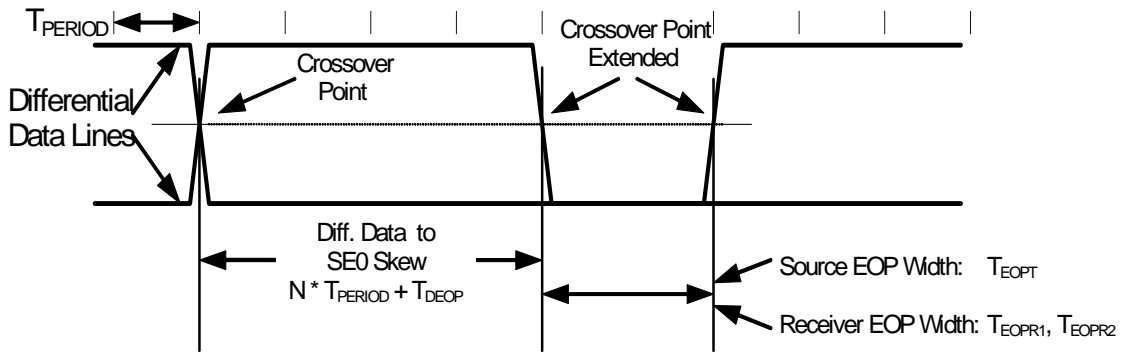 TPERIOD
Crossover
Point
Crossover Point
Extended
Differential
Data Lines
Diff. Data to
SE0 Skew
N * TPERIOD + TDEOP
Source EOP Width: TEOPT
Receiver EOP Width: TEOPR1, TEOPR2